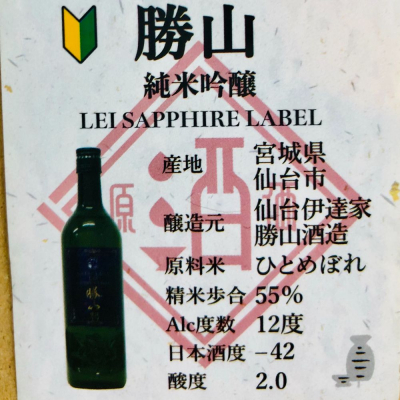 勝山
純米吟醸
LEI SAPPHIRE LABEL
産地 宮城県
仙台市
醸造元 仙台伊達家
勝山酒造
原料米 ひとめぼれ
精米歩合 55%
Alc度数 12度
日本酒度 −42
酸度 2.0
原 酒